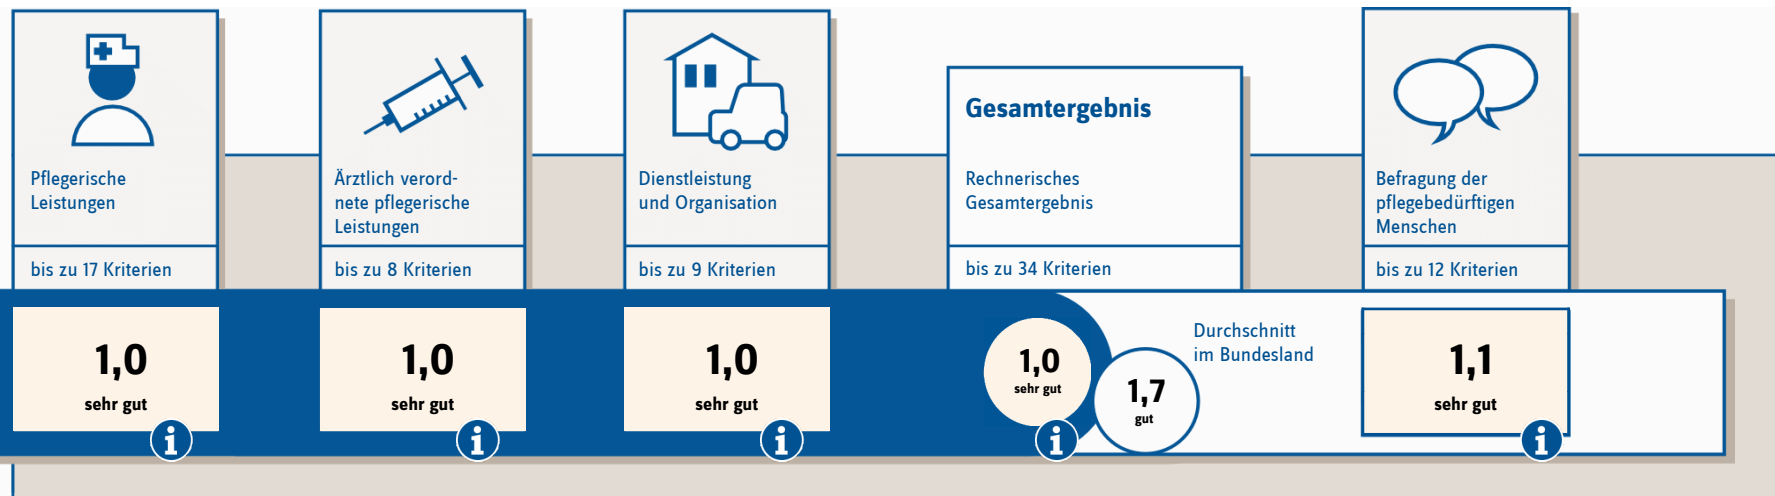 Pflegerische
Leistungen
bis zu 17 Kriterien
1,0
sehr gut
i
Ärztlich verord-
nete pflegerische
Leistungen
bis zu 8 Kriterien
1,0
sehr gut
i
Dienstleistung
und Organisation
bis zu 9 Kriterien
1,0
sehr gut
i
Gesamtergebnis
Rechnerisches
Gesamtergebnis
bis zu 34 Kriterien
1,0
sehr gut
i
1,7
gut
Durchschnitt
im Bundesland
Befragung der
pflegebedürftigen
Menschen
bis zu 12 Kriterien
1,1
sehr gut
i